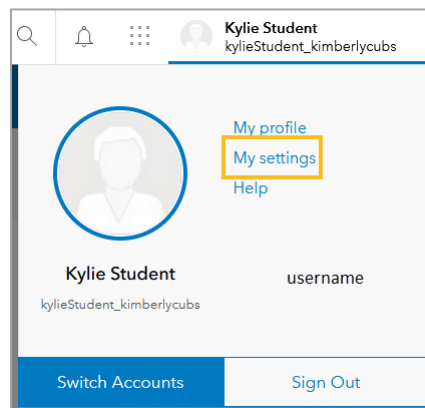 Kylie Student
kylieStudent_kimberlycubs
My profile
My settings
Help
Kylie Student
kylieStudent_kimberlycubs
username
Switch Accounts
Sign Out